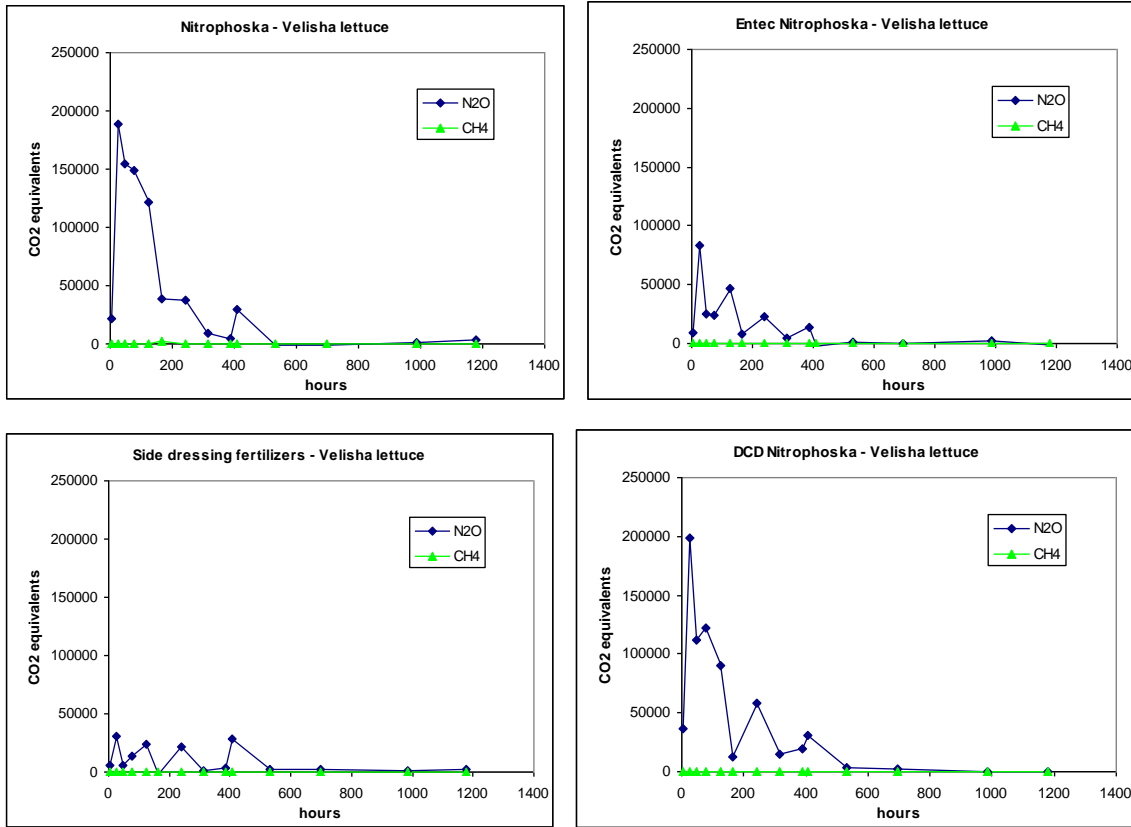 Nitrophoska - Velisha lettuce
250000
200000
150000
100000
50000
0
0 200 400 600 800 1000 1200 1400
hours
CO2 equivalents
N2O
CH4
Entec Nitrophoska - Velisha lettuce
250000
200000
150000
100000
50000
0
0 200 400 600 800 1000 1200 1400
hours
CO2 equivalents
N2O
CH4
Side dressing fertilizers - Velisha lettuce
250000
200000
150000
100000
50000
0
0 200 400 600 800 1000 1200 1400
hours
CO2 equivalents
N2O
CH4
DCD Nitrophoska - Velisha lettuce
250000
200000
150000
100000
50000
0
0 200 400 600 800 1000 1200 1400
hours
CO2 equivalents
N2O
CH4